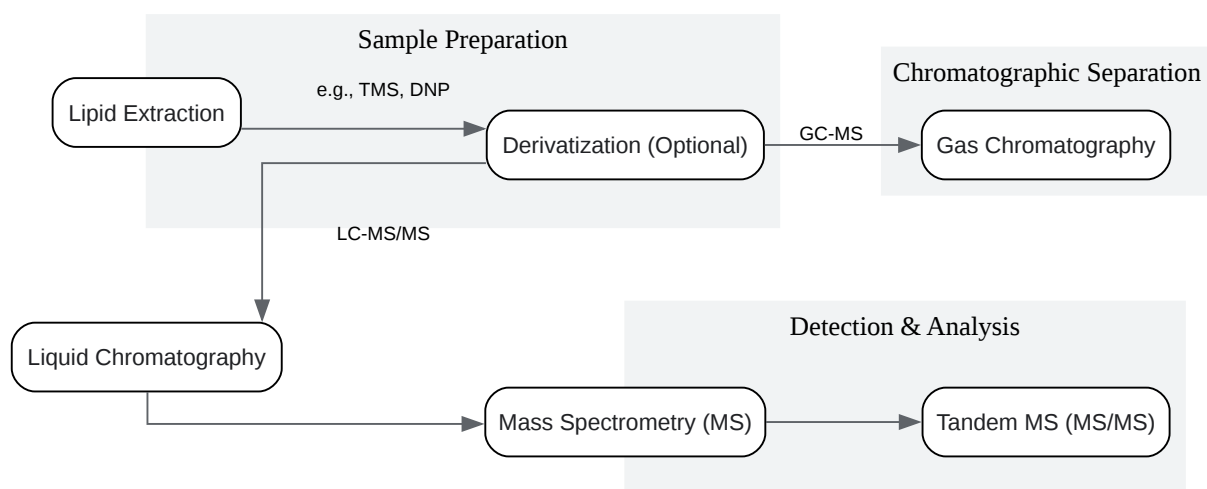 Sample Preparation
Chromatographic Separation
e.g., TMS, DNP
Lipid Extraction
Derivatization (Optional)
GC-MS
Gas Chromatography
LC-MS/MS
Detection & Analysis
Liquid Chromatography
Mass Spectrometry (MS)
Tandem MS (MS/MS)